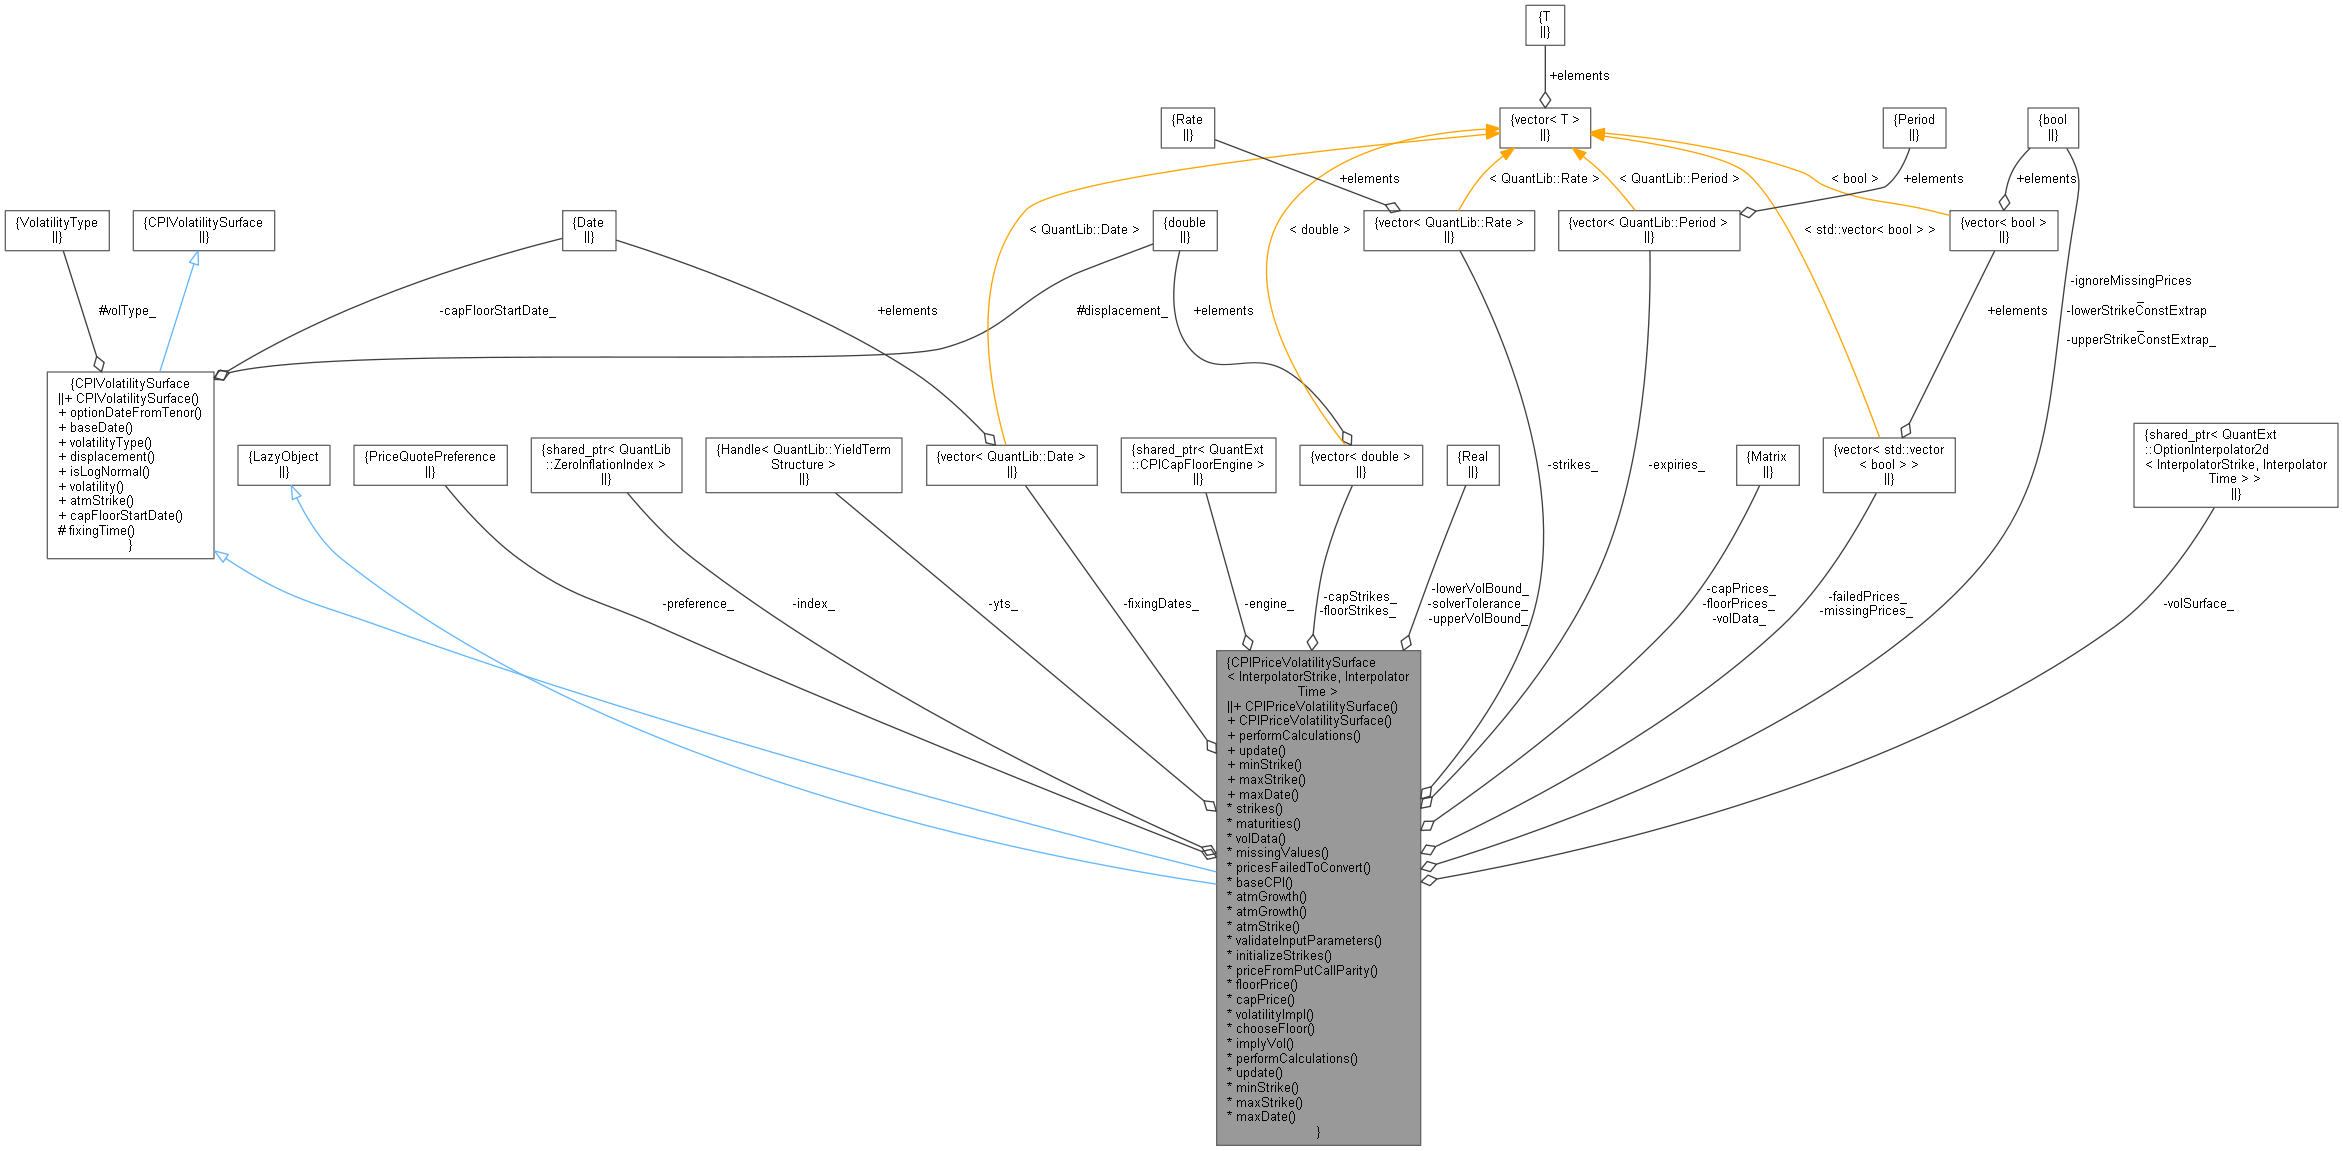 {T
||}
+elements
{Rate
||}
{vector< T >
||}
{Period
||}
{bool
||}
+elements
< QuantLib::Rate >
< QuantLib::Period >
< bool >
+elements
+elements
{VolatilityType
||}
{CPIVolatilitySurface
||}
{Date
||}
< QuantLib::Date >
{double
||}
< double >
{vector< QuantLib::Rate >
||}
{vector< QuantLib::Period >
||}
< std::vector< bool > >
{vector< bool >
||}
#volType_
-capFloorStartDate_
+elements
#displacement_
+elements
+elements
-ignoreMissingPrices
_
-lowerStrikeConstExtrap
_
-upperStrikeConstExtrap_
{CPIVolatilitySurface
||+ CPIVolatilitySurface()
+ optionDateFromTenor()
+ baseDate()
+ volatilityType()
+ displacement()
+ isLogNormal()
+ volatility()
+ atmStrike()
+ capFloorStartDate()
# fixingTime()
}
{LazyObject
||}
{PriceQuotePreference
||}
{shared_ptr< QuantLib
::ZeroInflationIndex >
||}
{Handle< QuantLib::YieldTerm
Structure >
||}
{vector< QuantLib::Date >
||}
{shared_ptr< QuantExt
::CPICapFloorEngine >
||}
{vector< double >
||}
{Real
||}
-strikes_
-expiries_
{Matrix
||}
{vector< std::vector
< bool > >
||}
{shared_ptr< QuantExt
::OptionInterpolator2d
< InterpolatorStrike, Interpolator
Time > >
||}
-preference_
-index_
-yts_
-fixingDates_
-engine_
-capStrikes_
-floorStrikes_
-lowerVolBound_
-solverTolerance_
-upperVolBound_
-capPrices_
-floorPrices_
-volData_
-failedPrices_
-missingPrices_
-volSurface_
{CPIPriceVolatilitySurface
< InterpolatorStrike, Interpolator
Time >
||+ CPIPriceVolatilitySurface()
+ CPIPriceVolatilitySurface()
+ performCalculations()
+ update()
+ minStrike()
+ maxStrike()
+ maxDate()
* strikes()
* maturities()
* volData()
* missingValues()
* pricesFailedToConvert()
* baseCPI()
* atmGrowth()
* atmGrowth()
* atmStrike()
* validateInputParameters()
* initializeStrikes()
* priceFromPutCallParity()
* floorPrice()
* capPrice()
* volatilityImpl()
* chooseFloor()
* implyVol()
* performCalculations()
* update()
* minStrike()
* maxStrike()
* maxDate()
}